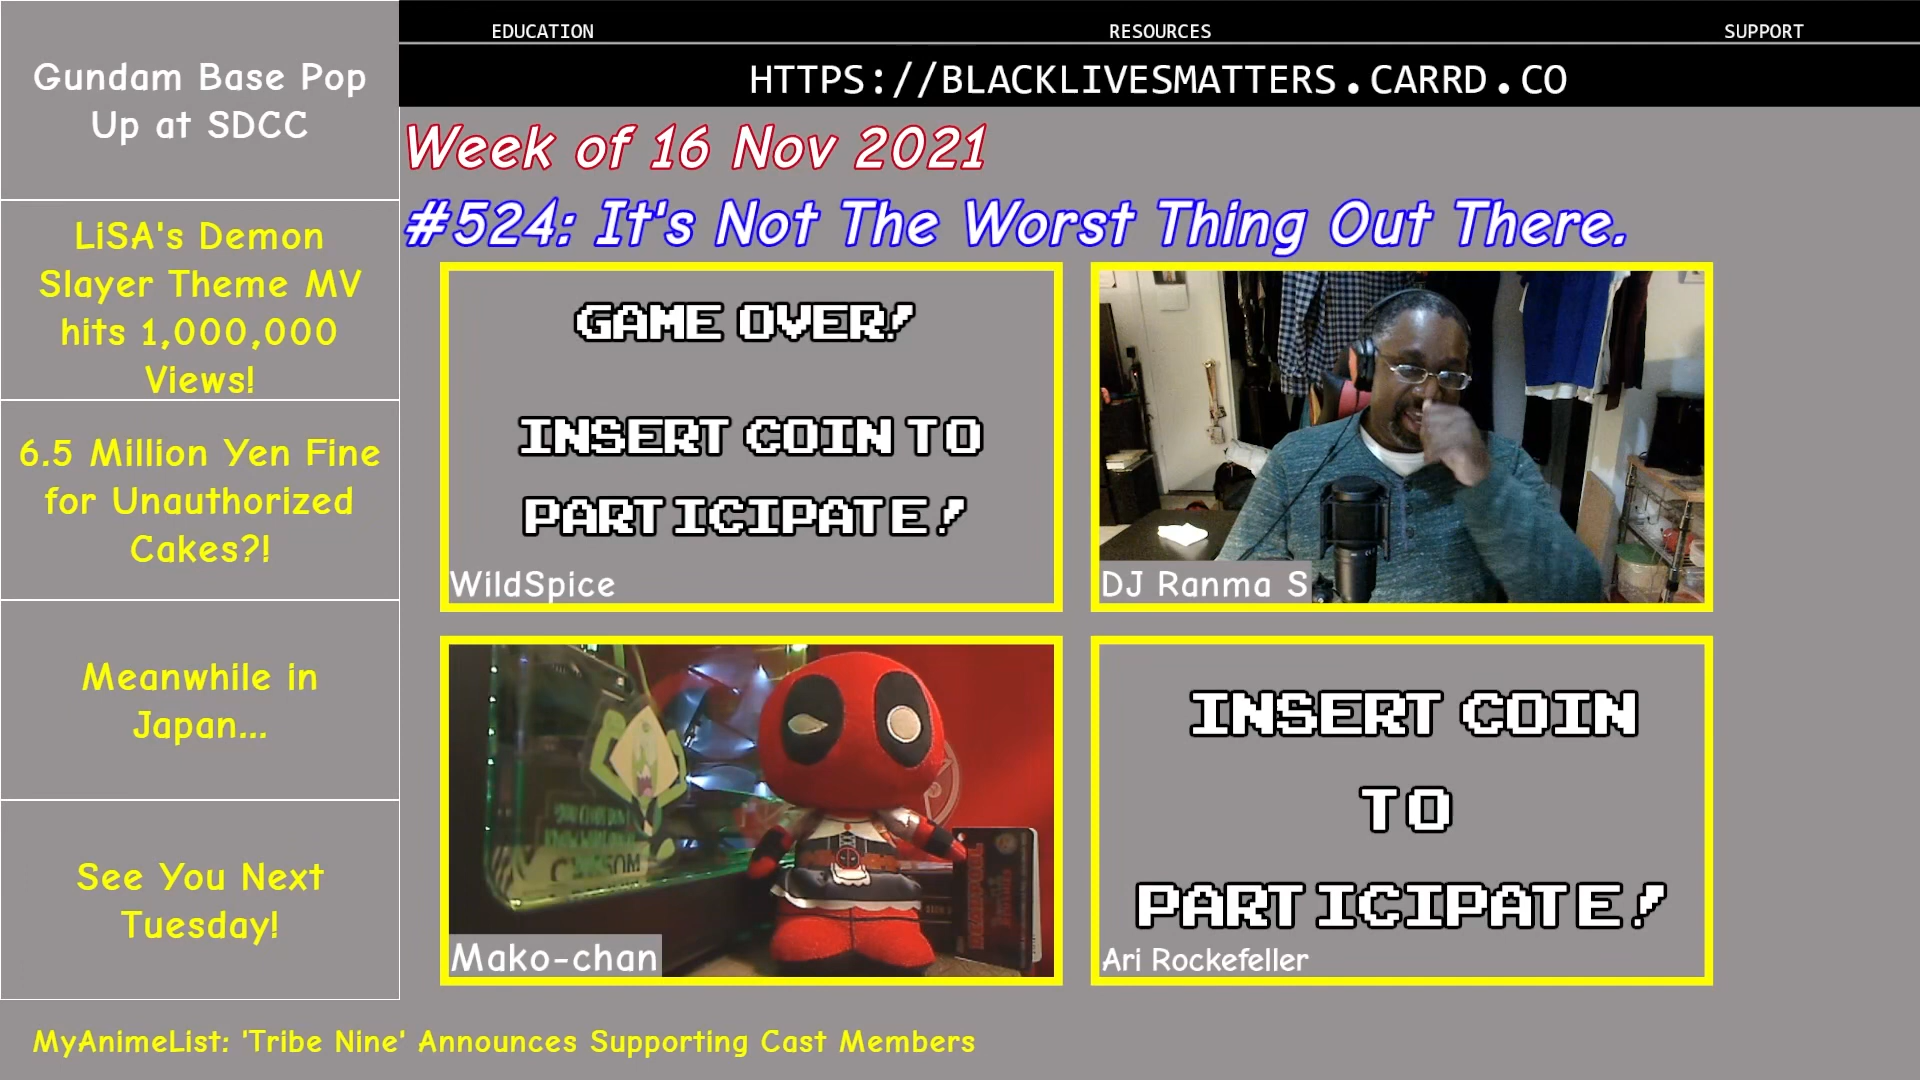 EDUCATION
RESOURCES
SUPPORT
HTTPS://BLACKLIVESMATTERS.CARRD.CO
Gundam Base Pop
Up at SDCC
LiSA's Demon
Slayer Theme MV
hits 1,000,000
Views!
6.5 Million Yen Fine
for Unauthorized
Cakes?!
Meanwhile in
Japan...
See You Next
Tuesday!
Week of 16 Nov 2021
#524: It's Not The Worst Thing Out There.
GAME OVER!
INSERT COIN TO
PARTICIPATE!
WildSpice
DJ Ranma S
Mako-chan
INSERT COIN
TO
PARTICIPATE!
Ari Rockefeller
MyAnimeList: 'Tribe Nine' Announces Supporting Cast Members